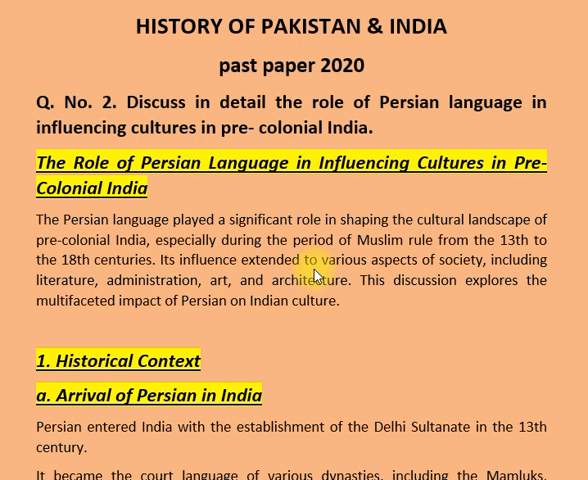 HISTORY OF PAKISTAN & INDIA
past paper 2020
Q. No. 2. Discuss in detail the role of Persian language in
influencing cultures in pre- colonial India.
The Role of Persian Language in Influencing Cultures in Pre-
Colonial India
The Persian language played a significant role in shaping the cultural landscape of
pre-colonial India, especially during the period of Muslim rule from the 13th to
the 18th centuries. Its influence extended to various aspects of society, including
literature, administration, art, and architecture. This discussion explores the
multifaceted impact of Persian on Indian culture.
1. Historical Context
a. Arrival of Persian in India
Persian entered India with the establishment of the Delhi Sultanate in the 13th
century.
It became the court language of various dynasties, including the Mamluks,